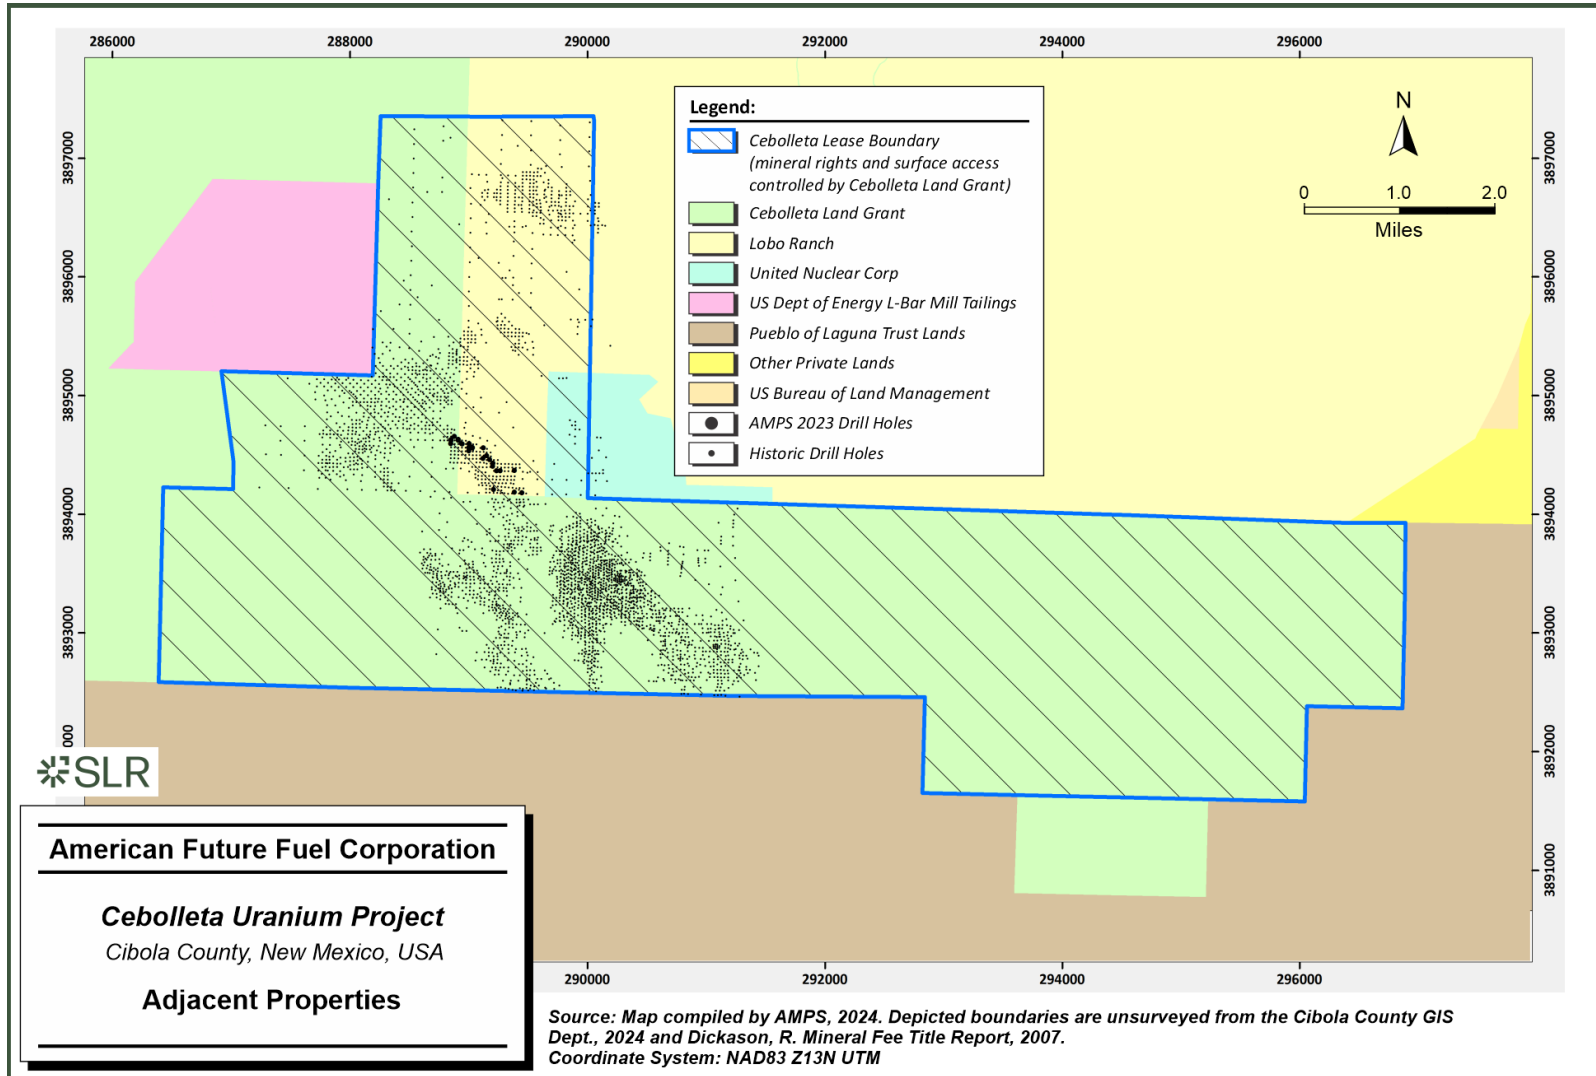 286000
288000
290000
292000
294000
296000
3897000
3896000
3895000
3894000
3893000
000
3897000
3896000
3895000
3894000
3893000
3892000
3891000
Legend:
Cebolleta Lease Boundary
(mineral rights and surface access
controlled by Cebolleta Land Grant)
Cebolleta Land Grant
Lobo Ranch
United Nuclear Corp
US Dept of Energy L-Bar Mill Tailings
Pueblo of Laguna Trust Lands
Other Private Lands
US Bureau of Land Management
AMPS 2023 Drill Holes
Historic Drill Holes
N
0 1.0 2.0
Miles
SLR
American Future Fuel Corporation
Cebolleta Uranium Project
Cibola County, New Mexico, USA
Adjacent Properties
290000
292000
294000
296000
Source: Map compiled by AMPS, 2024. Depicted boundaries are unsurveyed from the Cibola County GIS
Dept., 2024 and Dickason, R. Mineral Fee Title Report, 2007.
Coordinate System: NAD83 Z13N UTM